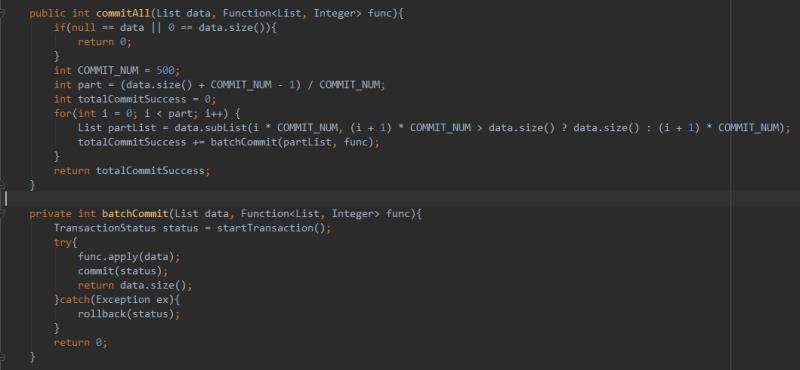 public int commitAll(List data, Function<List, Integer> func){
if(null == data || 0 == data.size()){
return 0;
}
int COMMIT_NUM = 500;
int part = (data.size() + COMMIT_NUM - 1) / COMMIT_NUM;
int totalCommitSuccess = 0;
for(int i = 0; i < part; i++) {
List partList = data.subList(i * COMMIT_NUM, (i + 1) * COMMIT_NUM > data.size() ? data.size() : (i + 1) * COMMIT_NUM);
totalCommitSuccess += batchCommit(partList, func);
}
return totalCommitSuccess;
}
private int batchCommit(List data, Function<List, Integer> func){
TransactionStatus status = startTransaction();
try{
func.apply(data);
commit(status);
return data.size();
}catch(Exception ex){
rollback(status);
}
return 0;
}